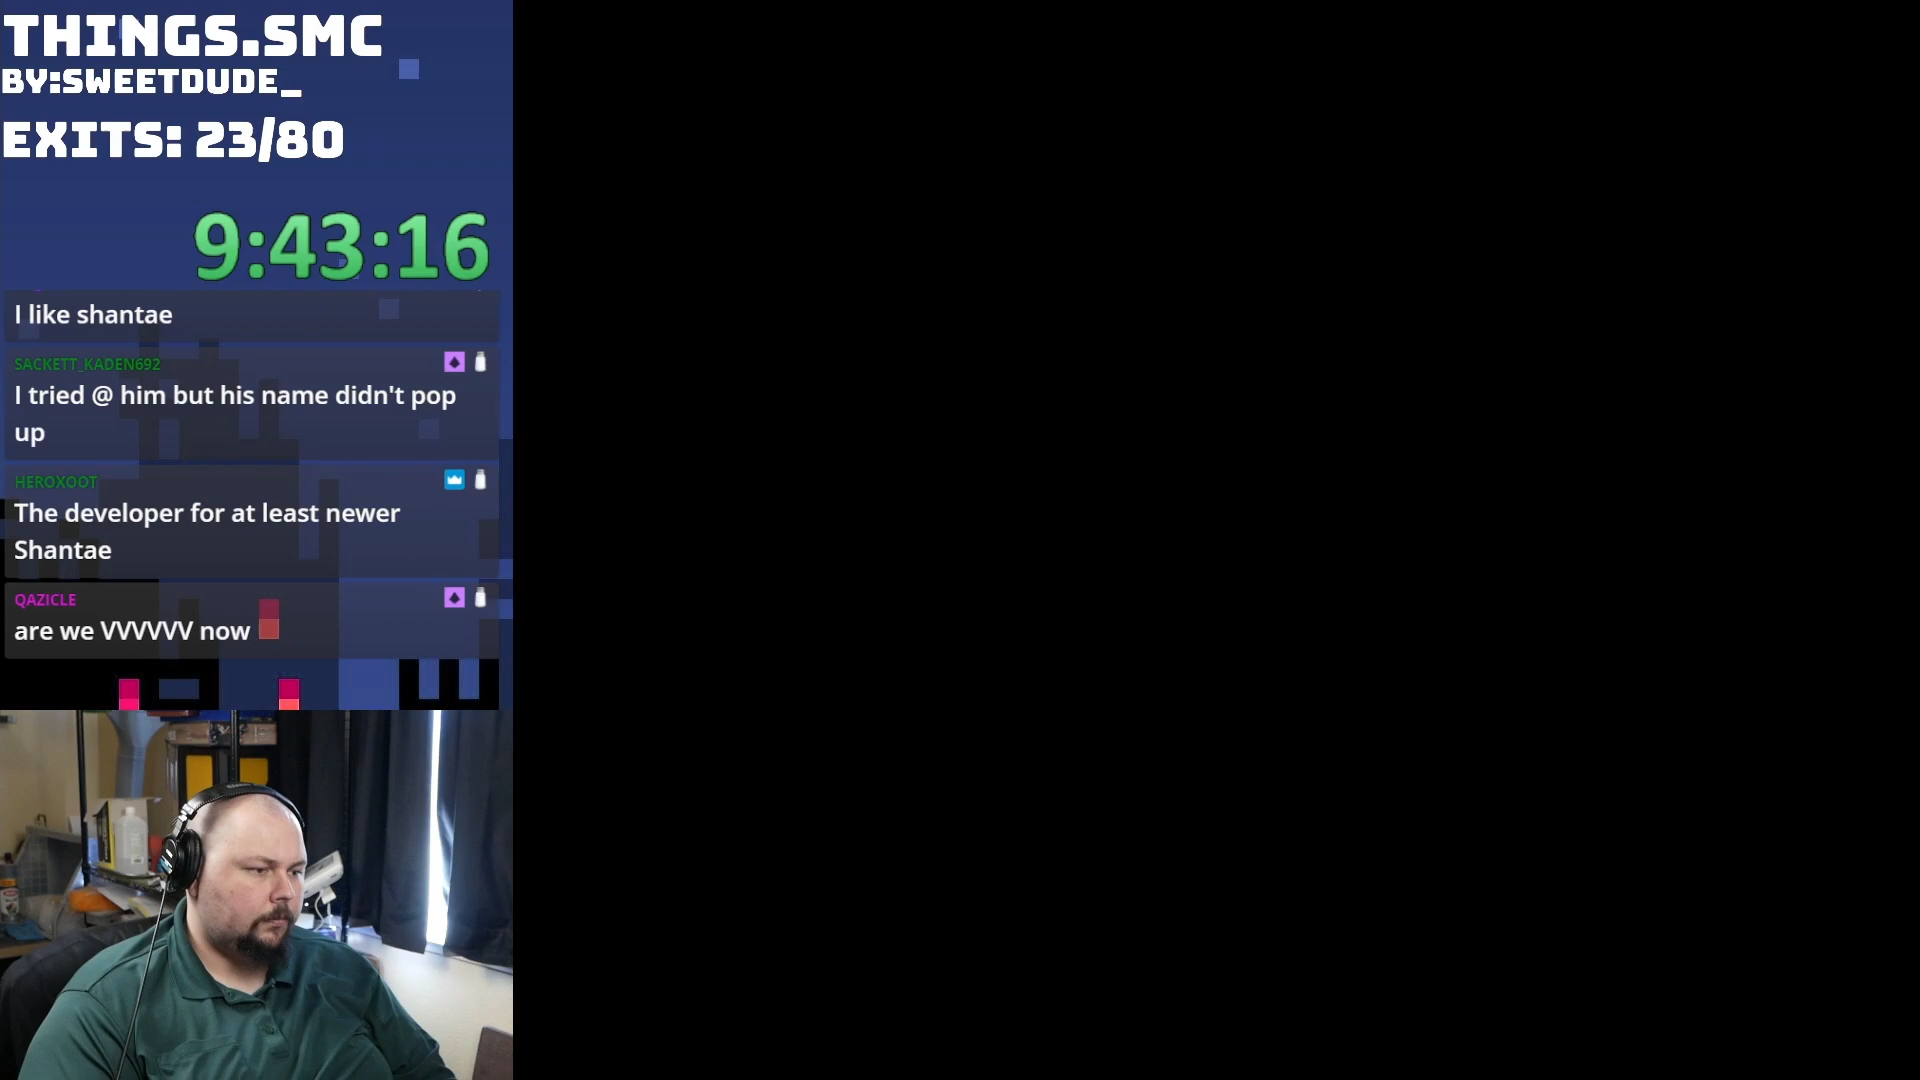 THINGS.SMC
BY:SWEETDUDE_
EXITS: 23/80
9:43:16
I like shantae
SACKETT_KADEN692
I tried @ him but his name didn't pop
up
HEROXOOT
The developer for at least newer
Shantae
QAZICLE
are we VVVVVV now